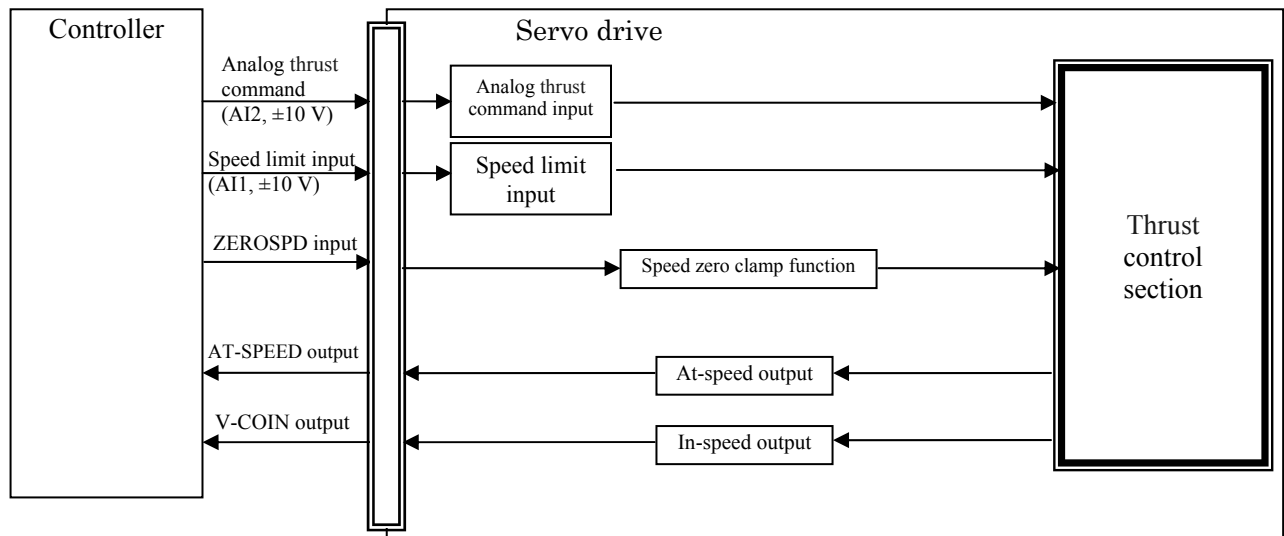 Controller
Servo drive
Analog thrust
command
(AI2, ±10 V)
Analog thrust
command input
Speed limit input
(AI1, ±10 V)
Speed limit
input
ZEROSPD input
Speed zero clamp function
Thrust
control
section
AT-SPEED output
At-speed output
V-COIN output
In-speed output